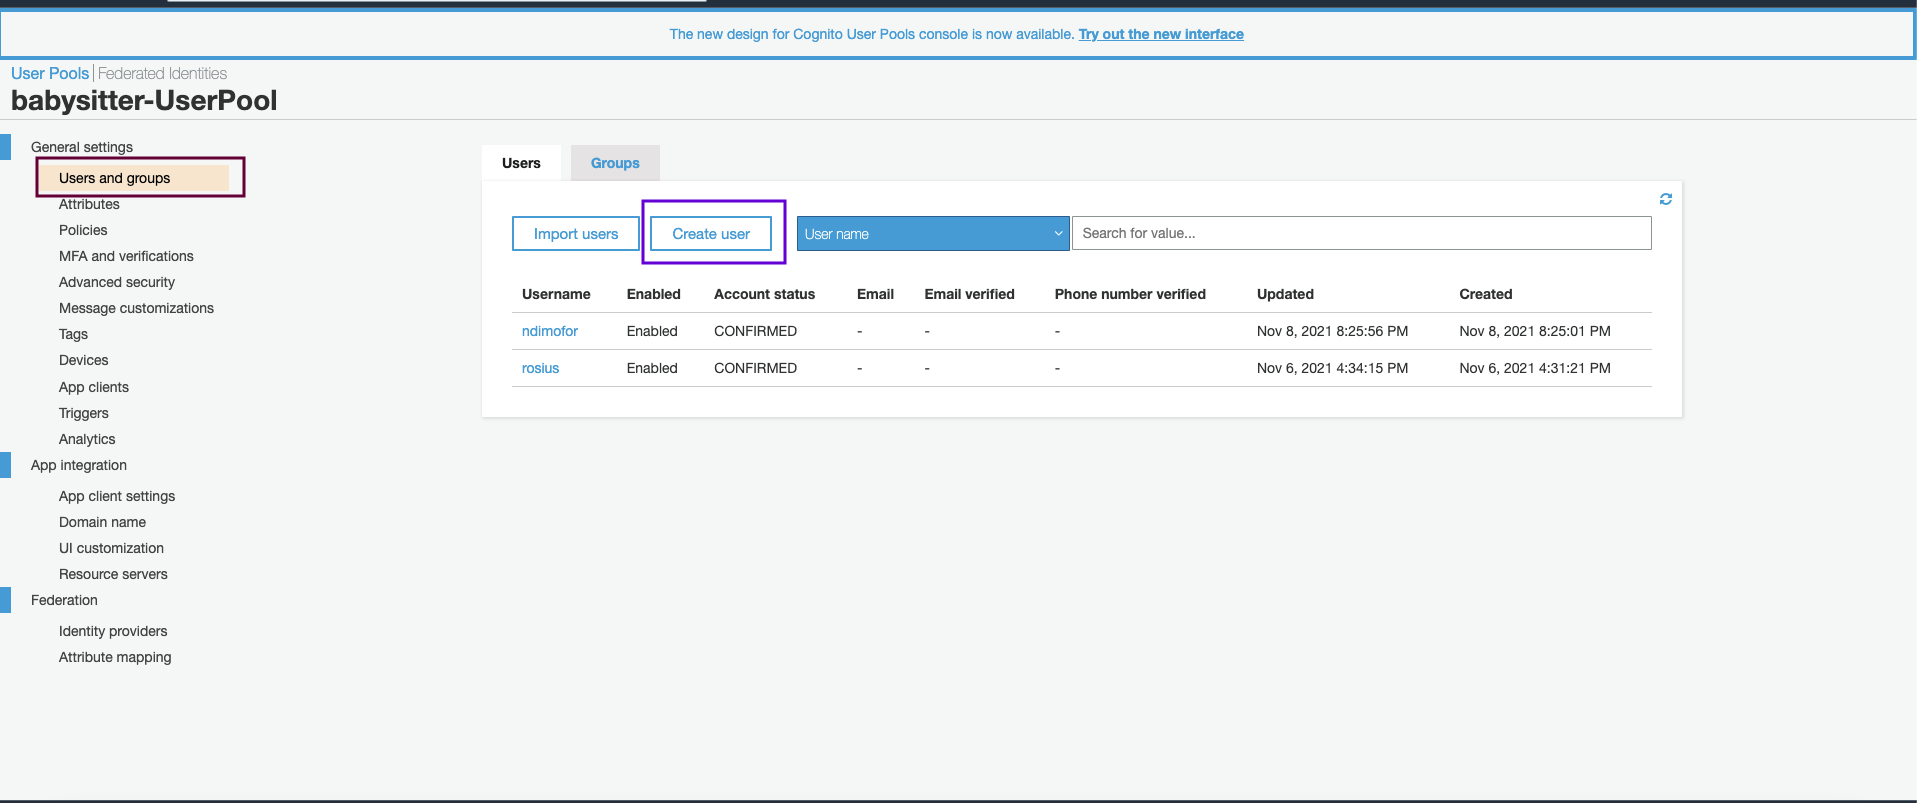 The new design for Cognito User Pools console is now available. Try out the new interface
User Pools | Federated Identities
babysitter-UserPool
General settings
Users and groups
Attributes
Policies
MFA and verifications
Advanced security
Message customizations
Tags
Devices
App clients
Triggers
Analytics
App integration
App client settings
Domain name
UI customization
Resource servers
Federation
Identity providers
Attribute mapping
Users Groups
Import users Create user User name Search for value...
Username Enabled Account status Email Email verified Phone number verified Updated Created
ndimofor Enabled CONFIRMED - - - Nov 8, 2021 8:25:56 PM Nov 8, 2021 8:25:01 PM
rosius Enabled CONFIRMED - - - Nov 6, 2021 4:34:15 PM Nov 6, 2021 4:31:21 PM